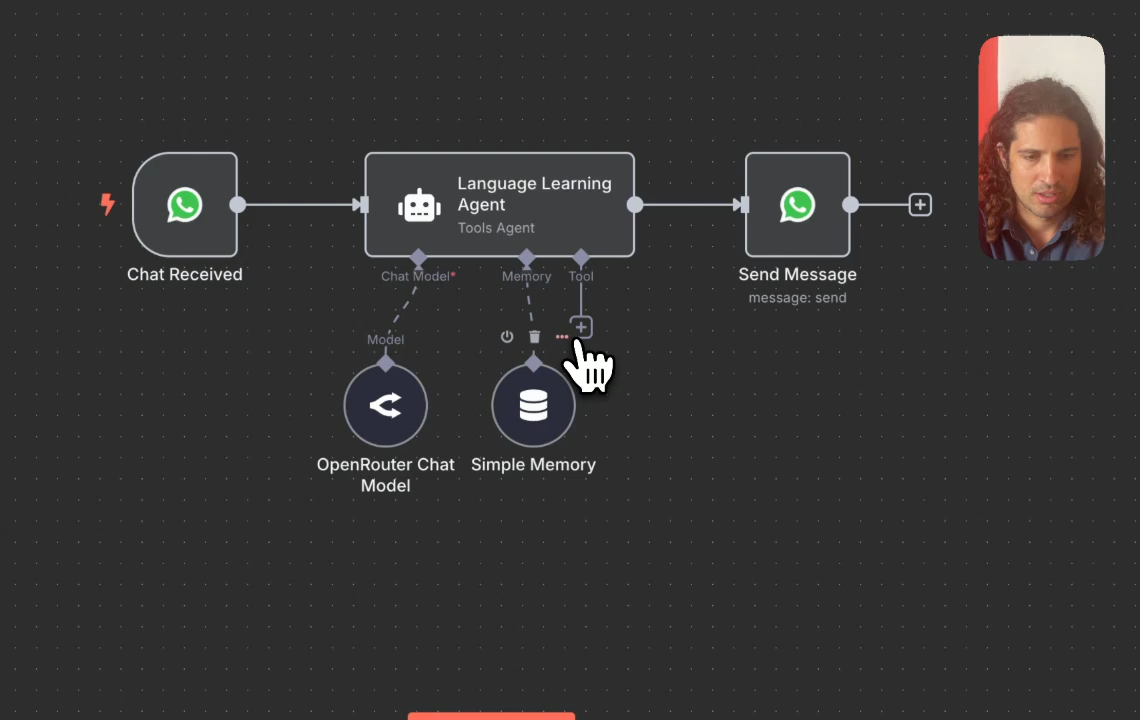 Language Learning
Agent
Tools Agent
Chat Received
Chat Model*
Memory
Tool
Send Message
message: send
Model
OpenRouter Chat
Model
Simple Memory